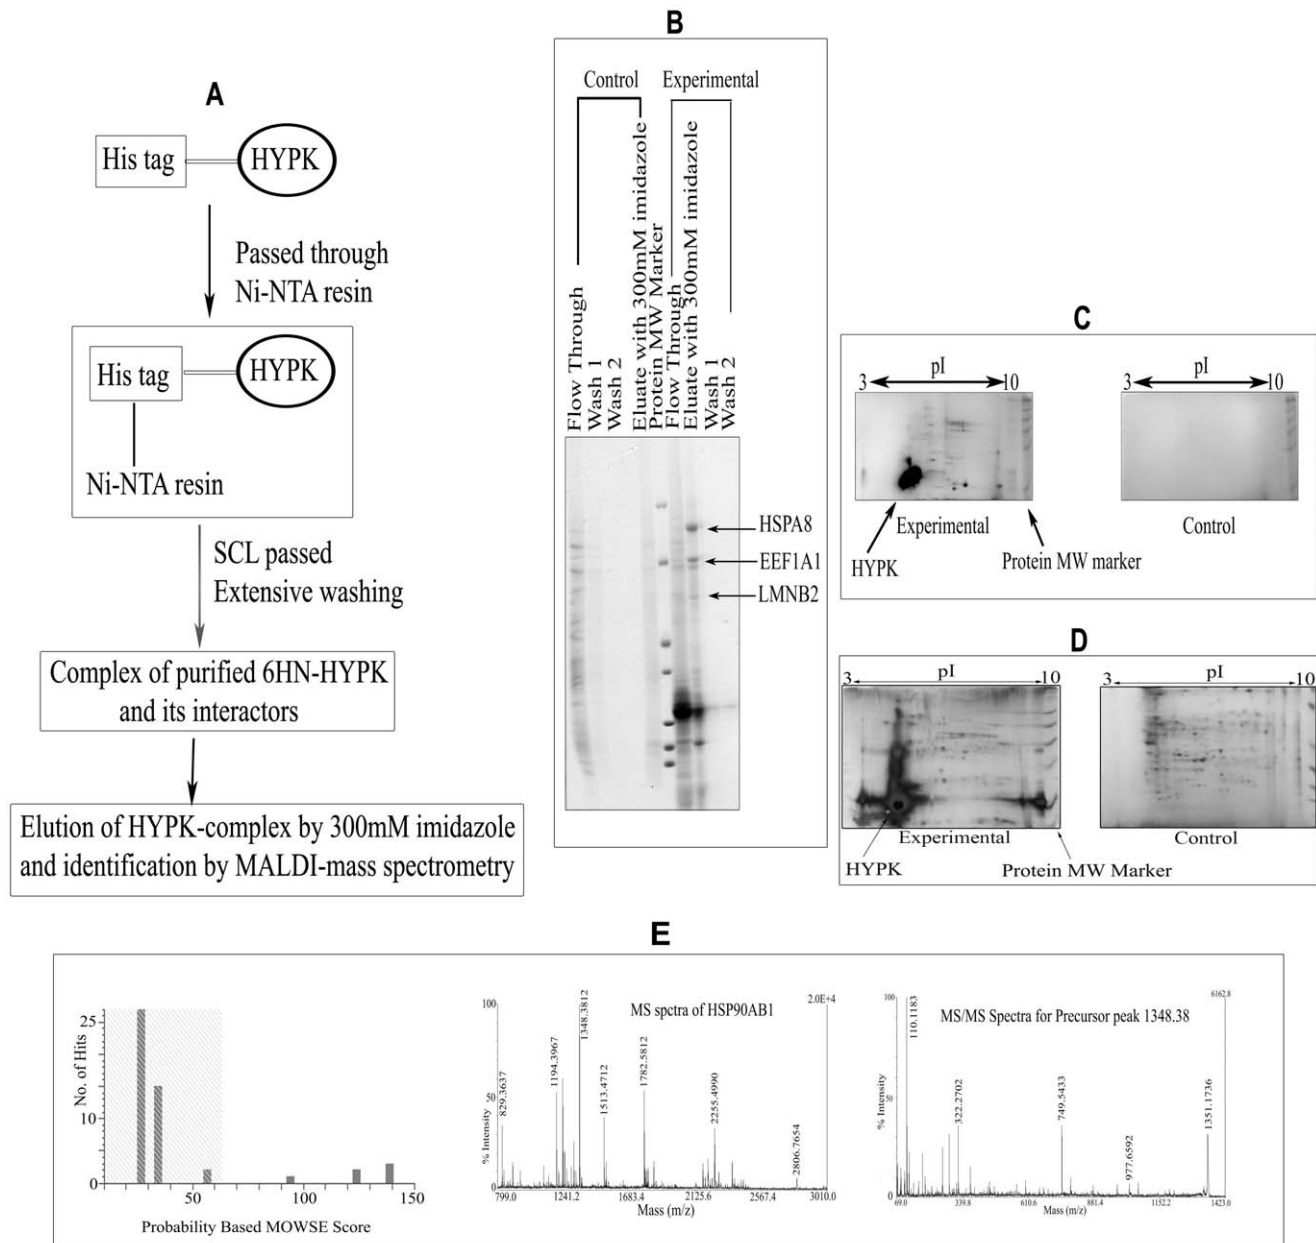 A
His tag
HYPK
Passed through
Ni-NTA resin
His tag
HYPK
Ni-NTA resin
SCL passed
Extensive washing
Complex of purified 6HN-HYPK
and its interactors
Elution of HYPK-complex by 300mM imidazole
and identification by MALDI-mass spectrometry
B
Control
Experimental
Flow Through
Wash 1
Wash 2
Eluate with 300mM imidazole
Protein MW Marker
Flow Through
Eluate with 300mM imidazole
Wash 1
Wash 2
HSPA8
EEF1A1
LMNB2
C
3 pI 10
3 pI 10
Experimental
Control
HYPK
Protein MW marker
D
3 pI 10
3 pI 10
Experimental
Control
HYPK
Protein MW Marker
E
No. of Hits
25
10
0
50
100
150
Probability Based MOWSE Score
MS spctra of HSP90AB1
2.0E+4
100
50
0
% Intensity
829.3637
1194.3967
1348.3812
1513.4712
1782.5812
2255.4990
2806.7654
799.0
1241.2
1683.4
2125.6
2567.4
3010.0
Mass (m/z)
MS/MS Spectra for Precursor peak 1348.38
6162.8
100
50
0
% Intensity
110.1183
322.2702
749.5433
977.6592
1351.1736
69.0
339.8
610.6
881.4
1152.2
1423.0
Mass (m/z)